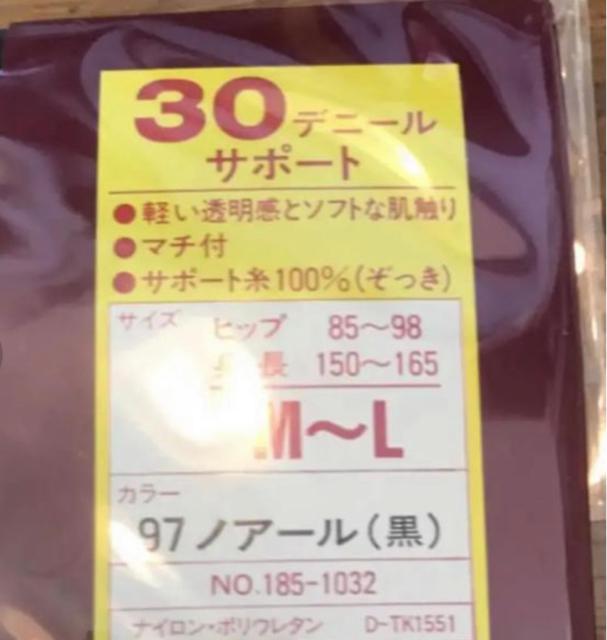 30デニール
サポート
●軽い透明感とソフトな肌触り
●マチ付
●サポート糸100%(ぞっき)
サイズ ヒップ 85～98
長 150～165
M～L
カラー
97ノアール(黒)
NO.185-1032
ナイロン・ポリウレタン D-TK1551